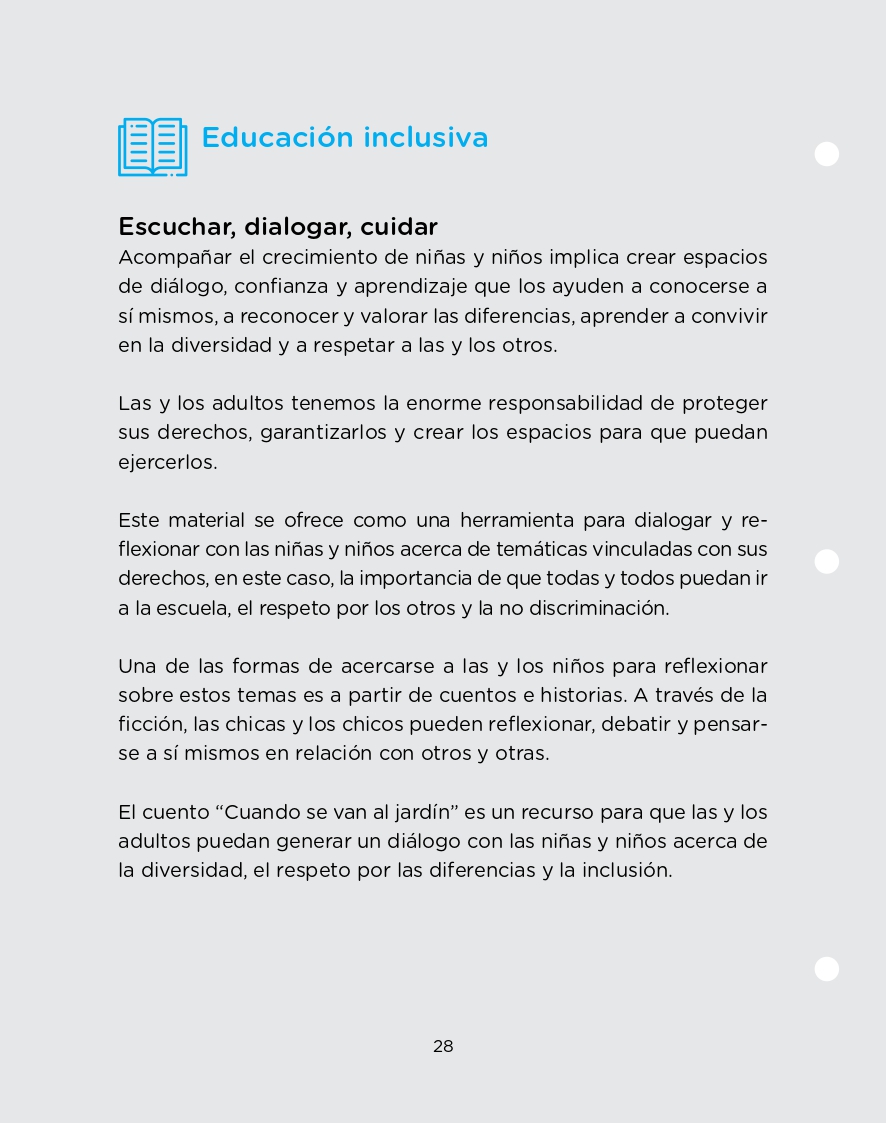 Educación inclusiva
Escuchar, dialogar, cuidar
Acompañar el crecimiento de niñas y niños implica crear espacios
de diálogo, confianza y aprendizaje que los ayuden a conocerse a
sí mismos, a reconocer y valorar las diferencias, aprender a convivir
en la diversidad y a respetar a las y los otros.
Las y los adultos tenemos la enorme responsabilidad de proteger
sus derechos, garantizarlos y crear los espacios para que puedan
ejercerlos.
Este material se ofrece como una herramienta para dialogar y re-
flexionar con las niñas y niños acerca de temáticas vinculadas con sus
derechos, en este caso, la importancia de que todas y todos puedan ir
a la escuela, el respeto por los otros y la no discriminación.
Una de las formas de acercarse a las y los niños para reflexionar
sobre estos temas es a partir de cuentos e historias. A través de la
ficción, las chicas y los chicos pueden reflexionar, debatir y pensar-
se a sí mismos en relación con otros y otras.
El cuento “Cuando se van al jardín” es un recurso para que las y los
adultos puedan generar un diálogo con las niñas y niños acerca de
la diversidad, el respeto por las diferencias y la inclusión.
28